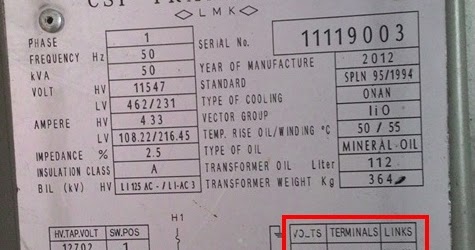 LMK
PHASE 1 SERIAL No. 11119003
FREQUENCY Hz 50 YEAR OF MANUFACTURE 2012
kVA 50 STANDARD SPLN 95/1994
VOLT HV 11547 TYPE OF COOLING ONAN
LV 462/231 VECTOR GROUP IiO
AMPERE HV 4.33 TEMP. RISE OIL/WINDING °C 50 / 55
LV 108.22/216.45 TYPE OF OIL MINERAL-OIL
IMPEDANCE % 2.5 TRANSFORMER OIL Liter 112
INSULATION CLASS A TRANSFORMER WEIGHT Kg 364
BIL (kV) HV LI 125 AC - / LI-AC 3
H1
HV.TAP.VOLT SW.POS VOLTS TERMINALS LINKS
12702 1